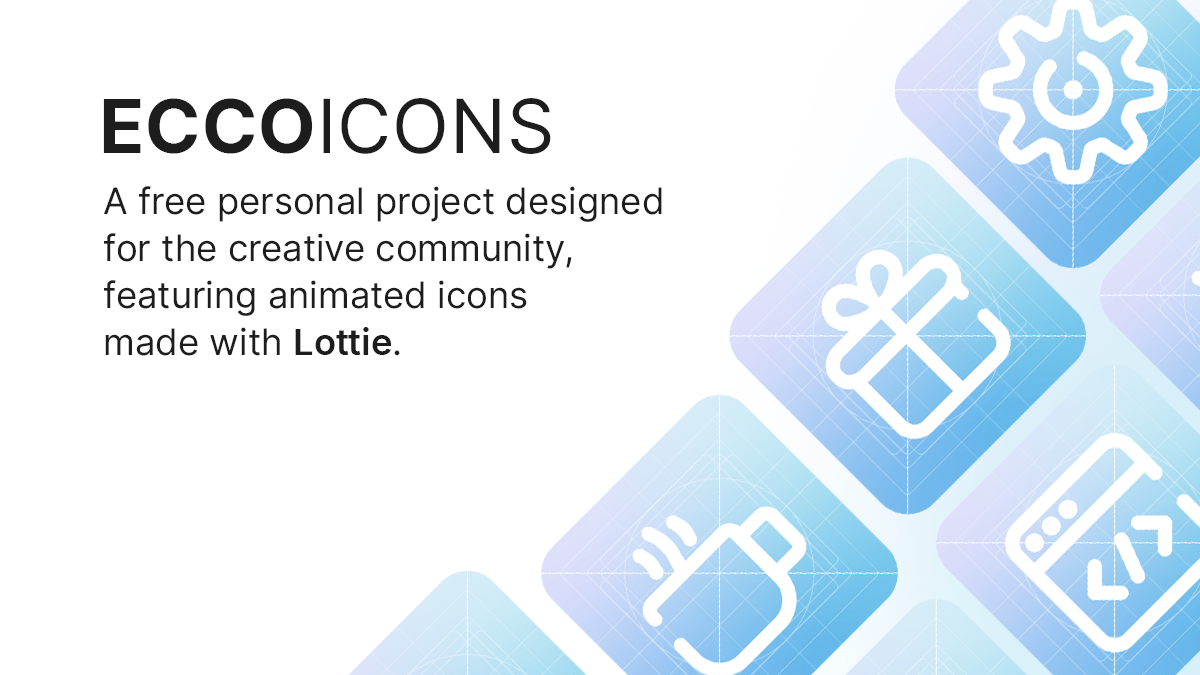 ECCOICONS
A free personal project designed
for the creative community,
featuring animated icons
made with Lottie.